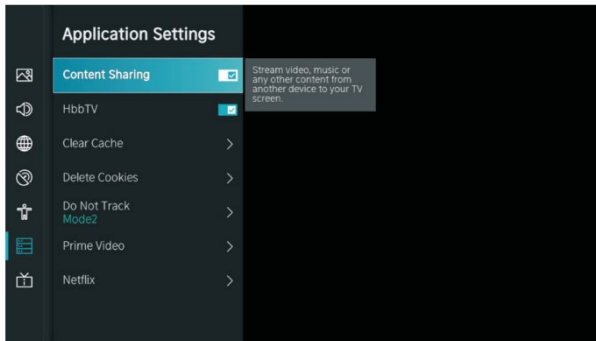 Application Settings
Content Sharing
Stream video, music or
any other content from
another device to your TV
screen.
HbbTV
Clear Cache
Delete Cookies
Do Not Track
Mode2
Prime Video
Netflix